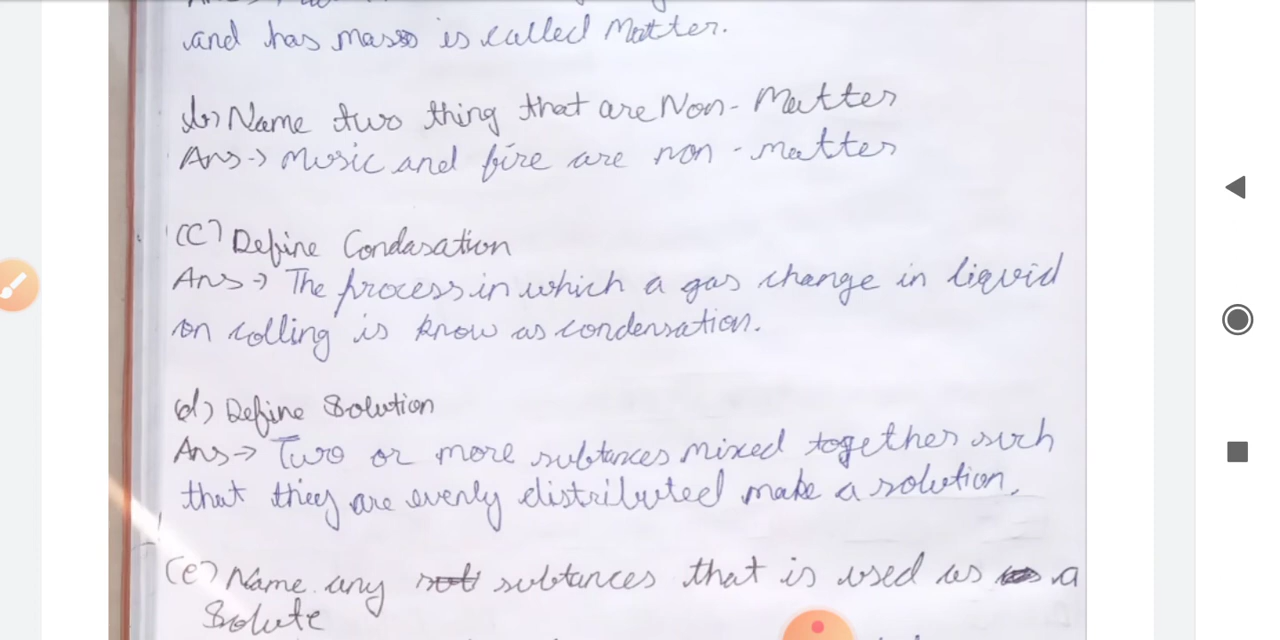 and has mass is called Matter.
b) Name two thing that are Non-Matter
Ans-> Music and fire are non-matter
(C) Define Condasation
Ans-> The process in which a gas change in liquid
on colling is know as condensation.
(d) Define Solution
Ans-> Two or more subtances mixed together such
that they are evenly distributed make a solution.
(e) Name any subtances that is used as a
Solute